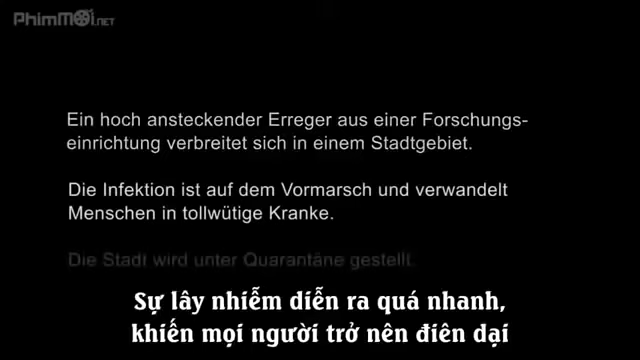 PhimMOi.NET
Ein hoch ansteckender Erreger aus einer Forschungs-
einrichtung verbreitet sich in einem Stadtgebiet.
Die Infektion ist auf dem Vormarsch und verwandelt
Menschen in tollwütige Kranke.
Die Stadt wird unter Quarantäne gestellt.
Sự lây nhiễm diễn ra quá nhanh,
khiến mọi người trở nên điên dại